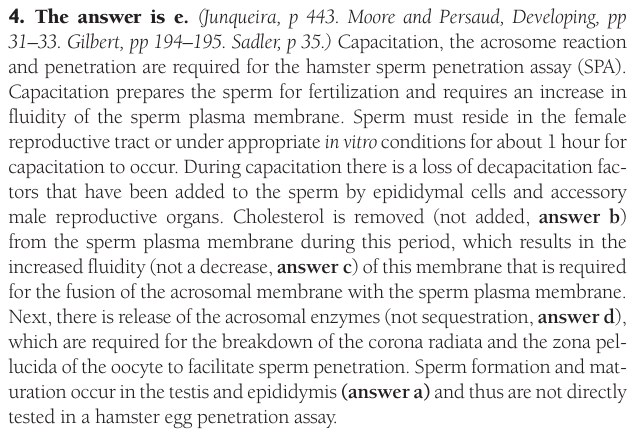 4. The answer is e. (Junqueira, p 443. Moore and Persaud, Developing, pp
31–33. Gilbert, pp 194–195. Sadler, p 35.) Capacitation, the acrosome reaction
and penetration are required for the hamster sperm penetration assay (SPA).
Capacitation prepares the sperm for fertilization and requires an increase in
fluidity of the sperm plasma membrane. Sperm must reside in the female
reproductive tract or under appropriate in vitro conditions for about 1 hour for
capacitation to occur. During capacitation there is a loss of decapacitation fac-
tors that have been added to the sperm by epididymal cells and accessory
male reproductive organs. Cholesterol is removed (not added, answer b)
from the sperm plasma membrane during this period, which results in the
increased fluidity (not a decrease, answer c) of this membrane that is required
for the fusion of the acrosomal membrane with the sperm plasma membrane.
Next, there is release of the acrosomal enzymes (not sequestration, answer d),
which are required for the breakdown of the corona radiata and the zona pel-
lucida of the oocyte to facilitate sperm penetration. Sperm formation and mat-
uration occur in the testis and epididymis (answer a) and thus are not directly
tested in a hamster egg penetration assay.